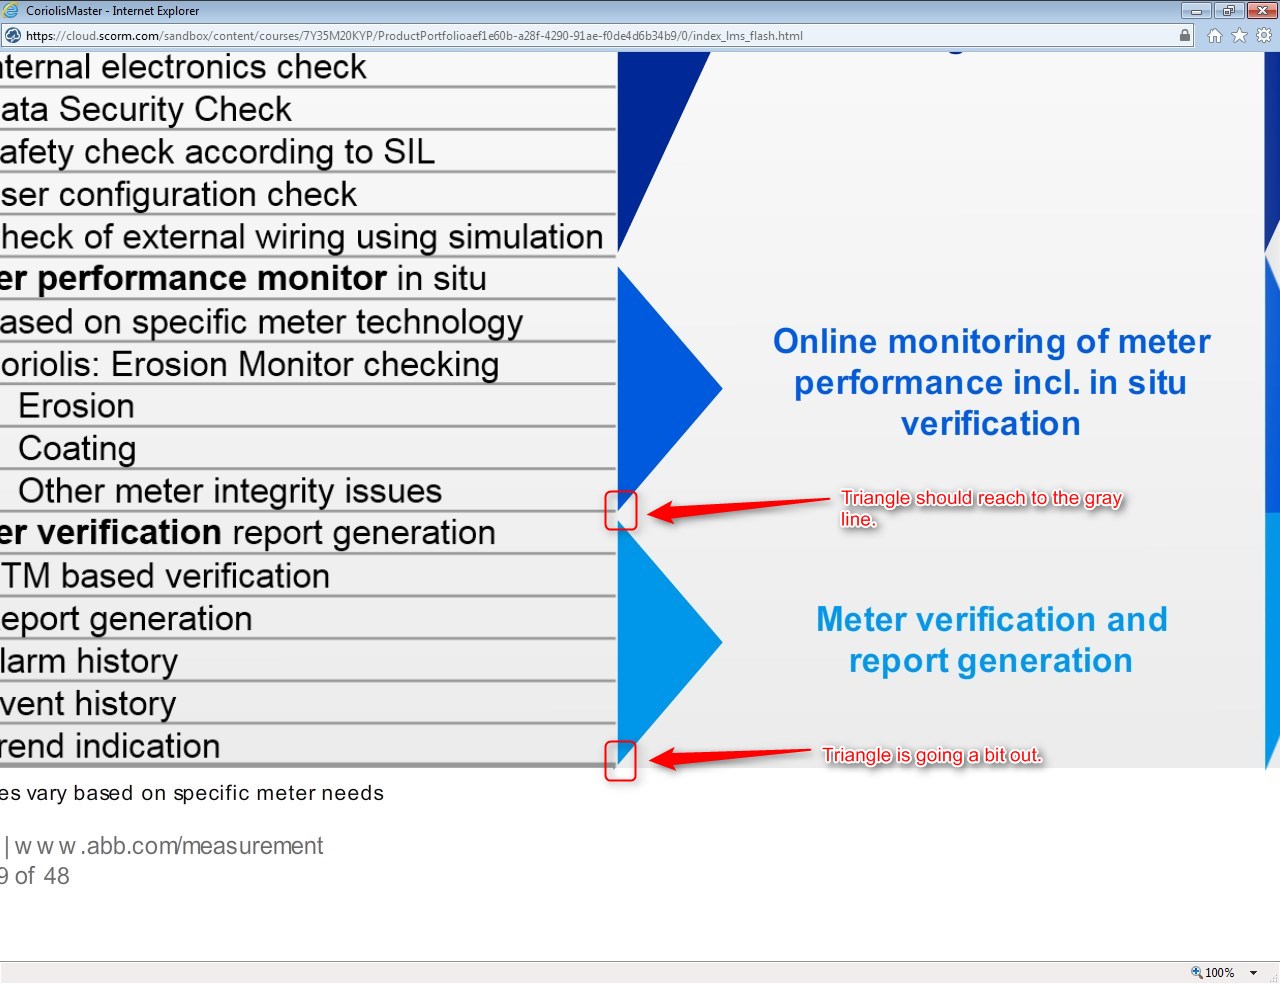 CoriolisMaster - Internet Explorer
https://cloud.scorm.com/sandbox/content/courses/7Y35M20KYP/ProductPortfolioaef1e60b-a28f-4290-91ae-f0de4d6b34b9/0/index_lms_flash.html
nternal electronics check
ata Security Check
afety check according to SIL
ser configuration check
heck of external wiring using simulation
er performance monitor in situ
ased on specific meter technology
oriolis: Erosion Monitor checking
Erosion
Coating
Other meter integrity issues
er verification report generation
TM based verification
eport generation
larm history
vent history
rend indication
Online monitoring of meter
performance incl. in situ
verification
Triangle should reach to the gray
line.
Meter verification and
report generation
Triangle is going a bit out.
es vary based on specific meter needs
| www.abb.com/measurement
9 of 48
100%